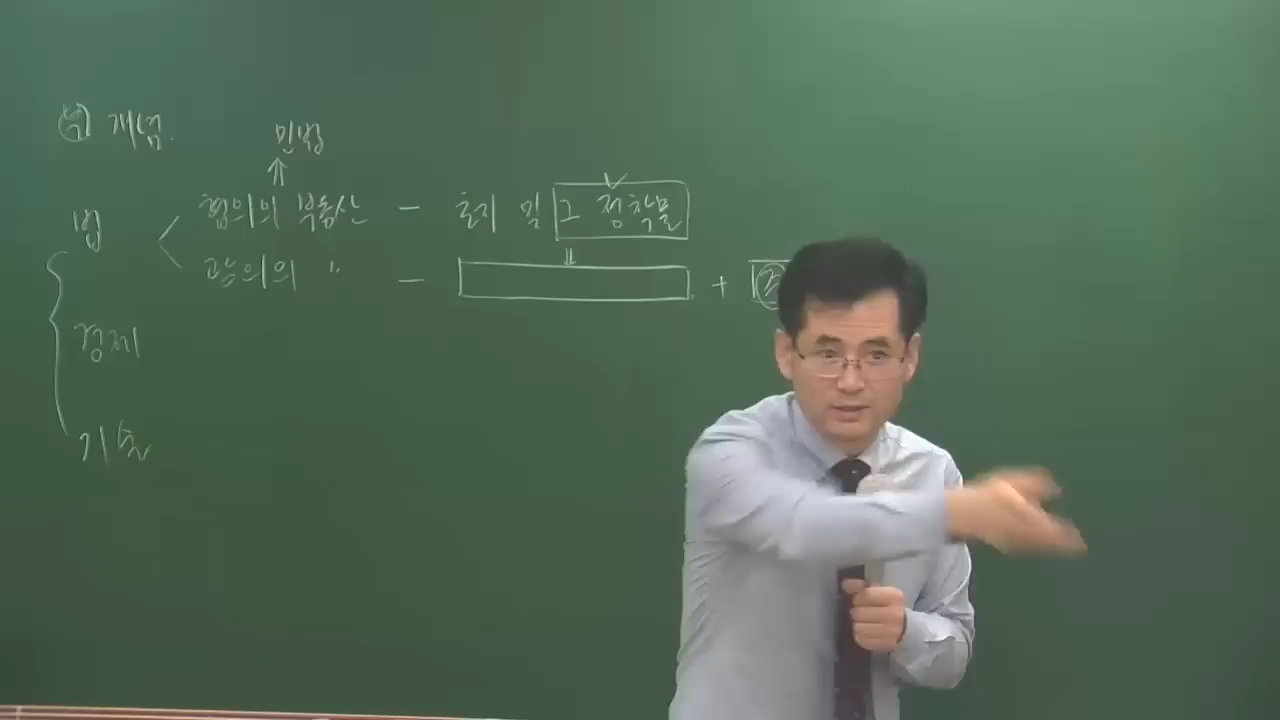 개념.
민법
법 협의의 부동산 - 토지 및 그 정착물
광의의 〃 - +
경제
기술